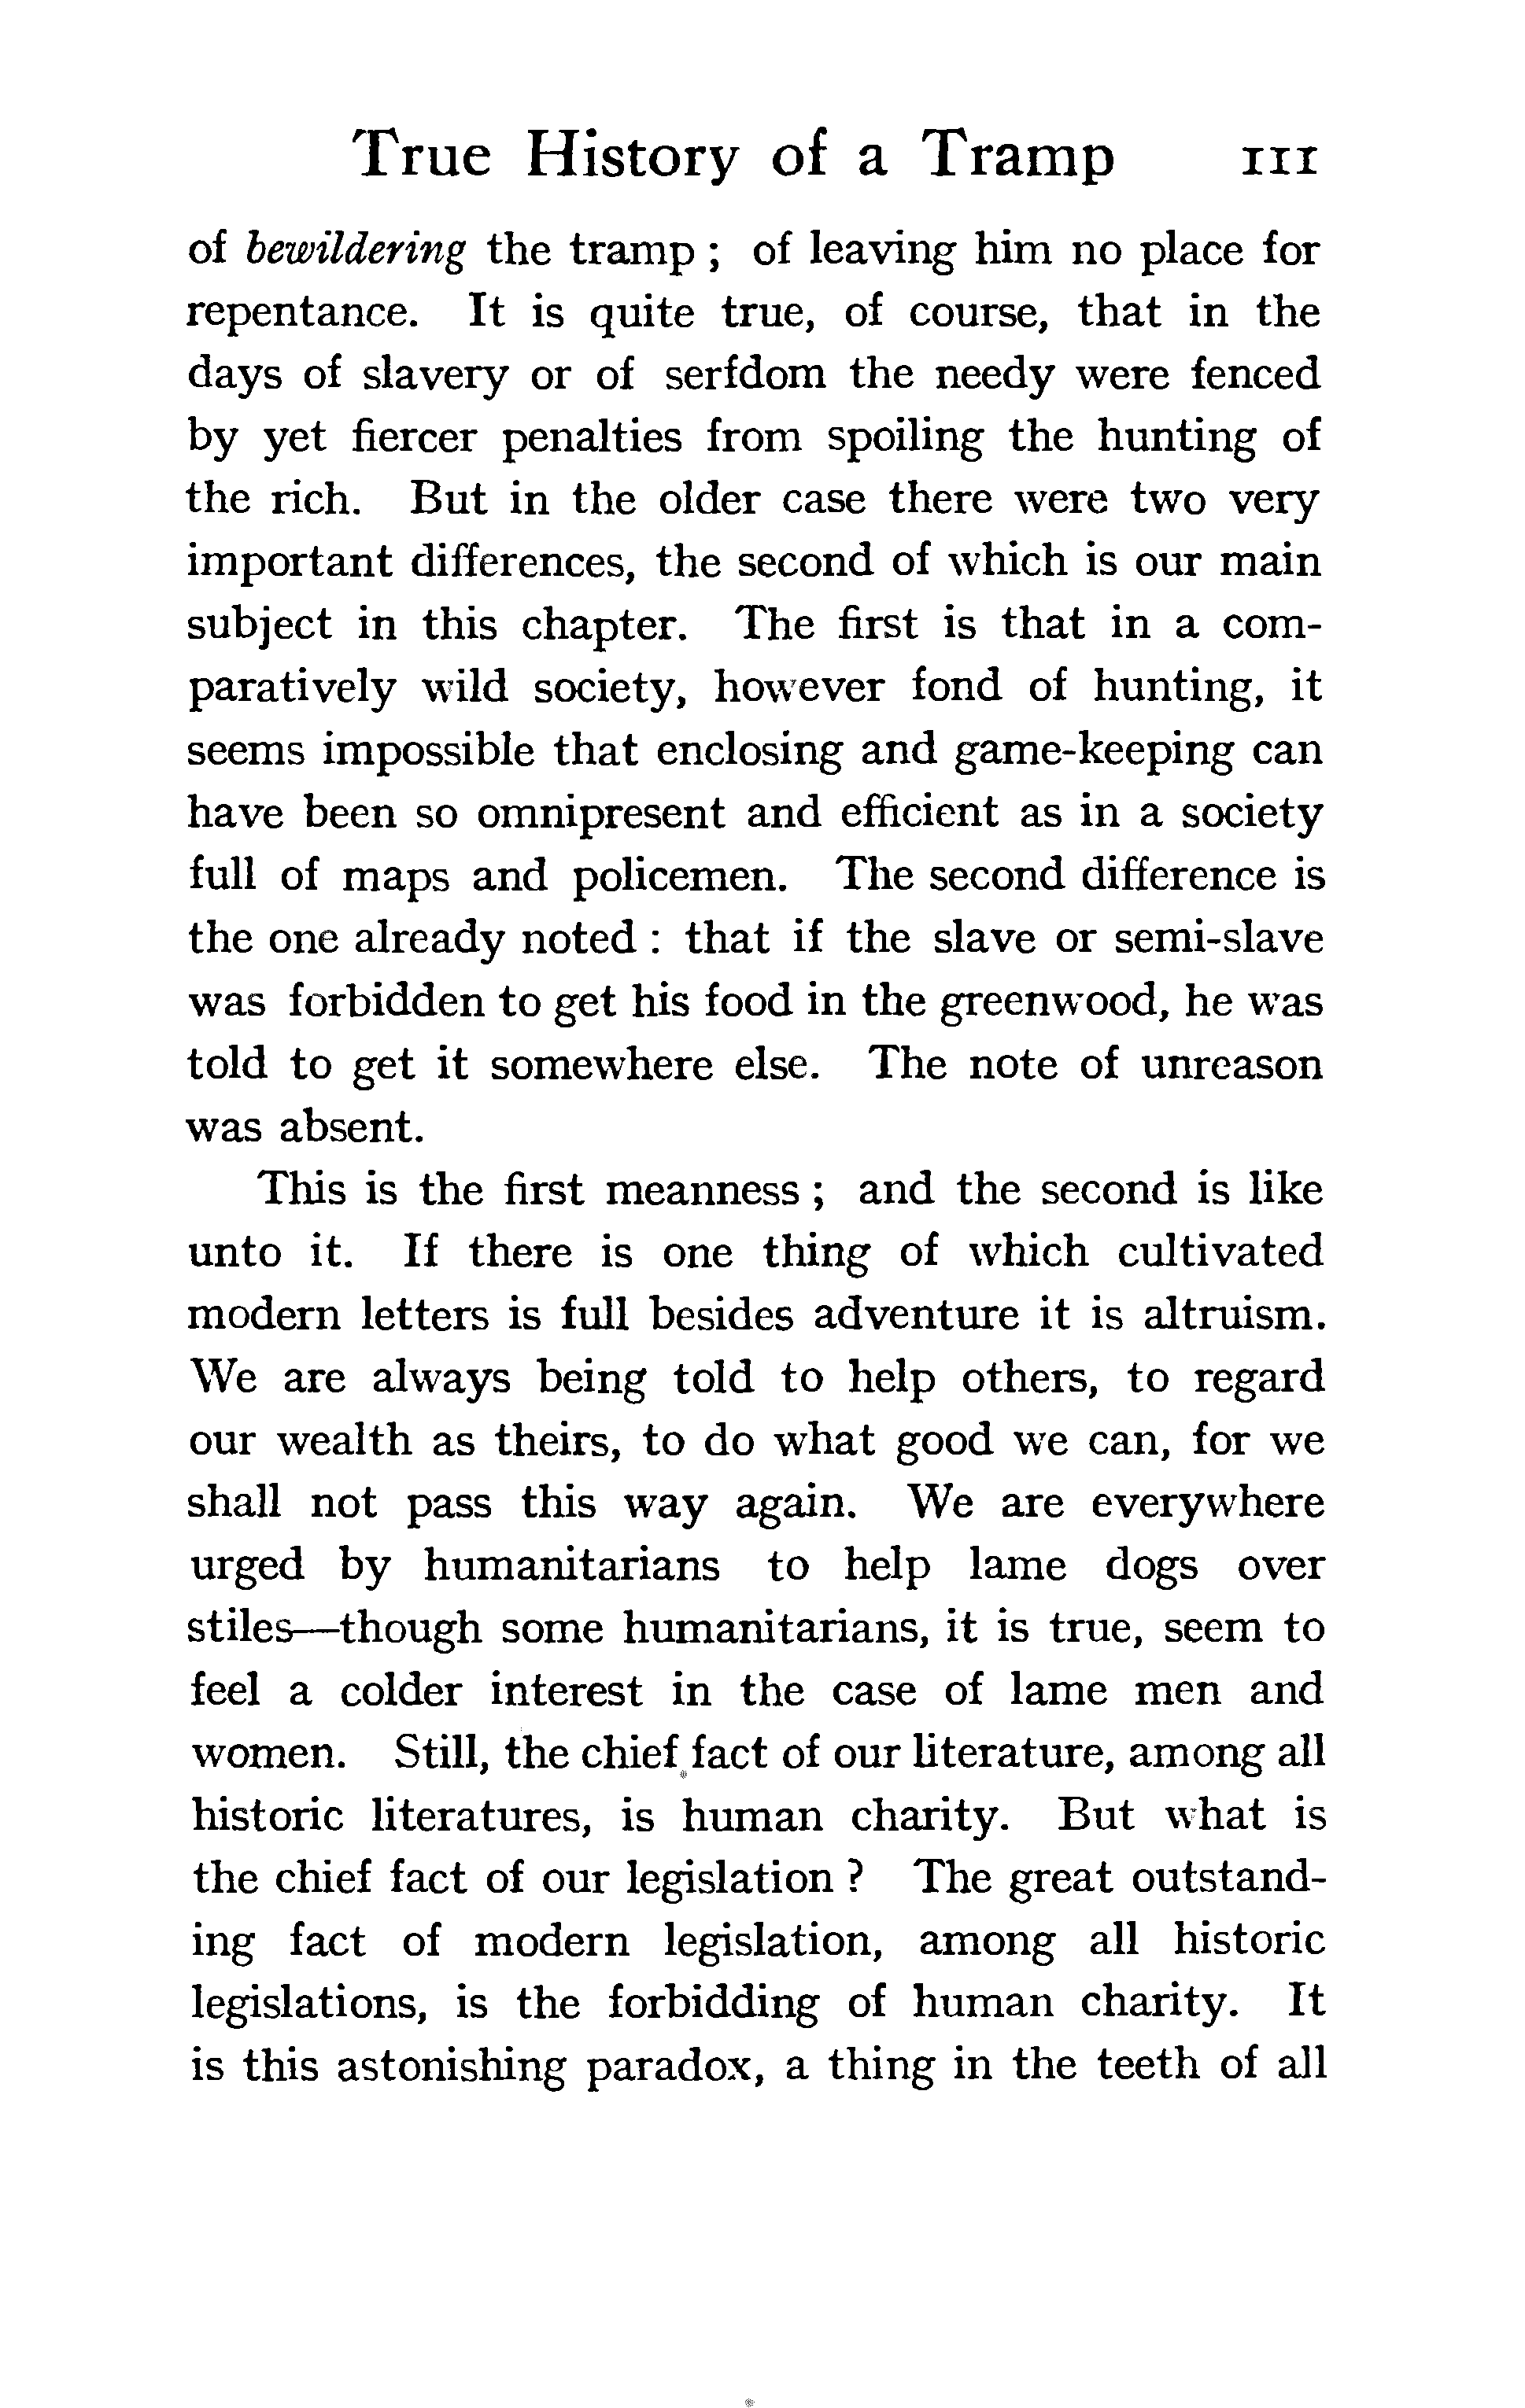 True History of a Tramp 111
of bewildering the tramp ; of leaving him no place for
repentance. It is quite true, of course, that in the
days of slavery or of serfdom the needy were fenced
by yet fiercer penalties from spoiling the hunting of
the rich. But in the older case there were two very
important differences, the second of which is our main
subject in this chapter. The first is that in a com-
paratively wild society, however fond of hunting, it
seems impossible that enclosing and game-keeping can
have been so omnipresent and efficient as in a society
full of maps and policemen. The second difference is
the one already noted : that if the slave or semi-slave
was forbidden to get his food in the greenwood, he was
told to get it somewhere else. The note of unreason
was absent.
This is the first meanness ; and the second is like
unto it. If there is one thing of which cultivated
modern letters is full besides adventure it is altruism.
We are always being told to help others, to regard
our wealth as theirs, to do what good we can, for we
shall not pass this way again. We are everywhere
urged by humanitarians to help lame dogs over
stiles—though some humanitarians, it is true, seem to
feel a colder interest in the case of lame men and
women. Still, the chief fact of our literature, among all
historic literatures, is human charity. But what is
the chief fact of our legislation ? The great outstand-
ing fact of modern legislation, among all historic
legislations, is the forbidding of human charity. It
is this astonishing paradox, a thing in the teeth of all